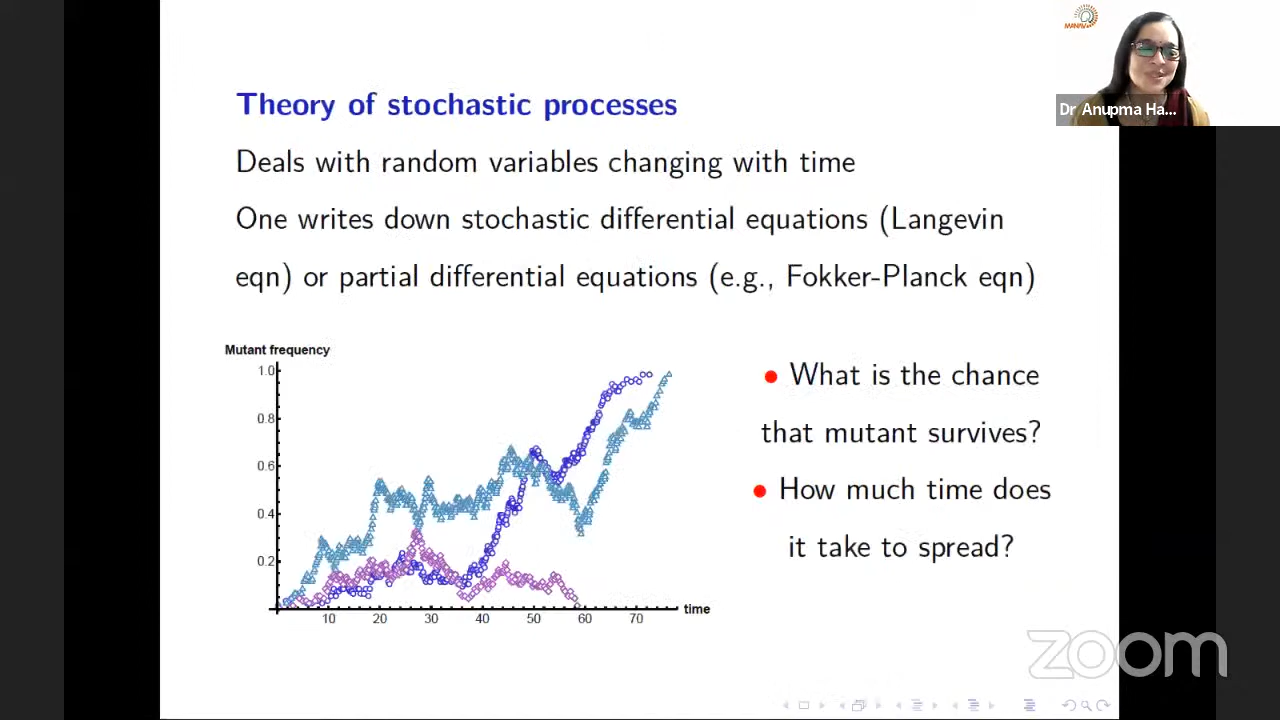 MANAV
Dr Anupma Ha...
Theory of stochastic processes
Deals with random variables changing with time
One writes down stochastic differential equations (Langevin
eqn) or partial differential equations (e.g., Fokker-Planck eqn)
Mutant frequency
1.0
0.8
0.6
0.4
0.2
10 20 30 40 50 60 70
time
• What is the chance
that mutant survives?
• How much time does
it take to spread?
zoom